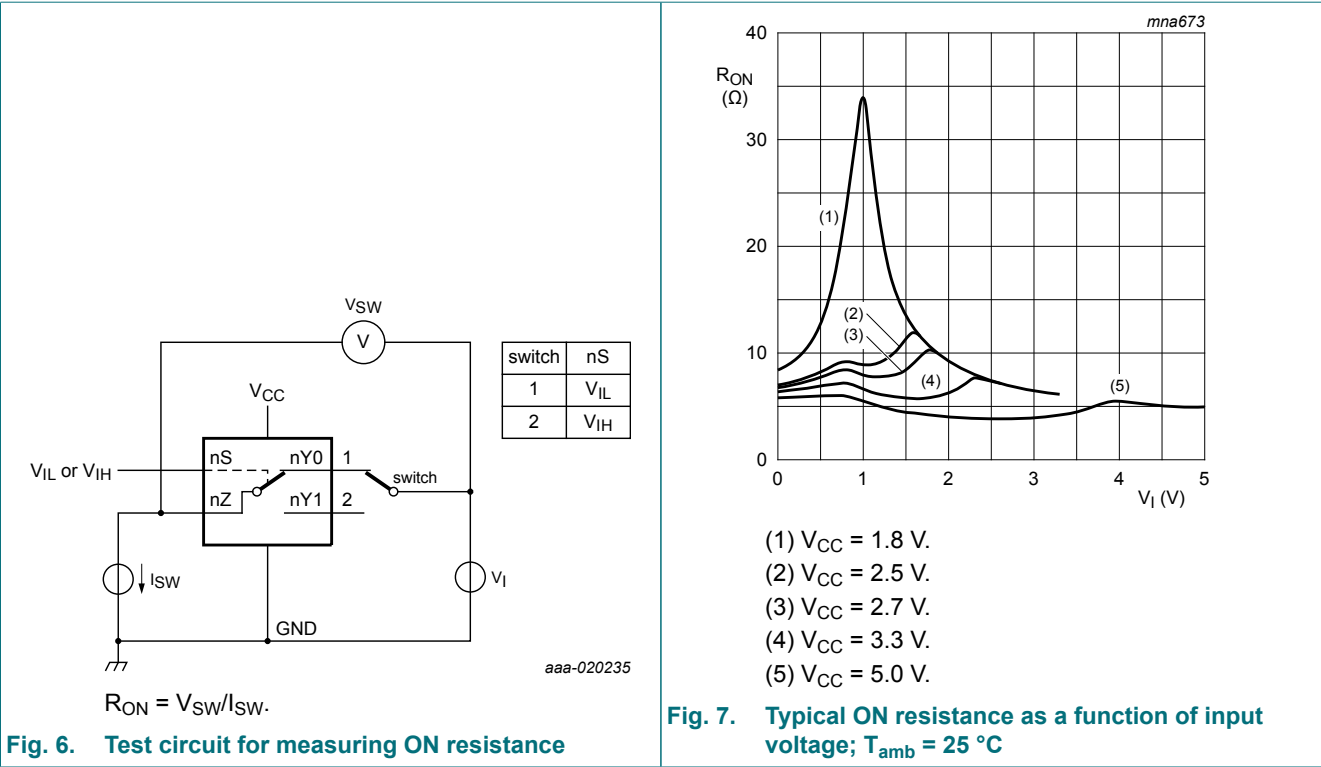 VSW
V
switch nS
1 VIL
2 VIH
VCC
VIL or VIH
nS
nY0
1
nZ
nY1
2
switch
ISW
VI
GND
aaa-020235
RON = VSW/ISW.
Fig. 6. Test circuit for measuring ON resistance
mna673
RON
(Ω)
40
30
20
10
0
(1)
(2)
(3)
(4)
(5)
0 1 2 3 4 5
VI (V)
(1) VCC = 1.8 V.
(2) VCC = 2.5 V.
(3) VCC = 2.7 V.
(4) VCC = 3.3 V.
(5) VCC = 5.0 V.
Fig. 7. Typical ON resistance as a function of input
voltage; Tamb = 25 °C